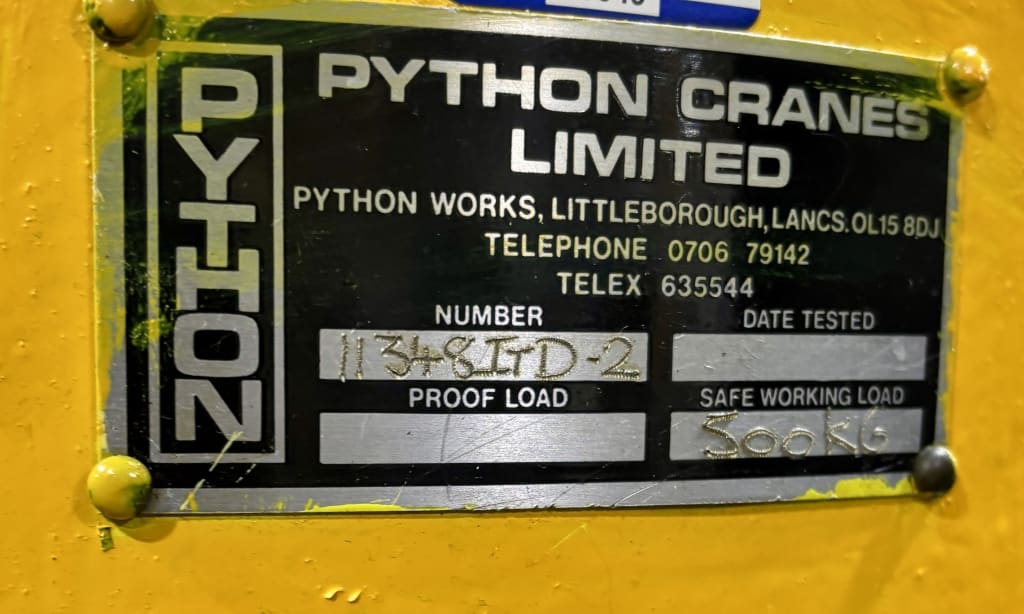 PYTHON
PYTHON CRANES
LIMITED
PYTHON WORKS, LITTLEBOROUGH, LANCS. OL15 8DJ
TELEPHONE 0706 79142
TELEX 635544
NUMBER
11348ITD-2
DATE TESTED
PROOF LOAD
SAFE WORKING LOAD
500KG